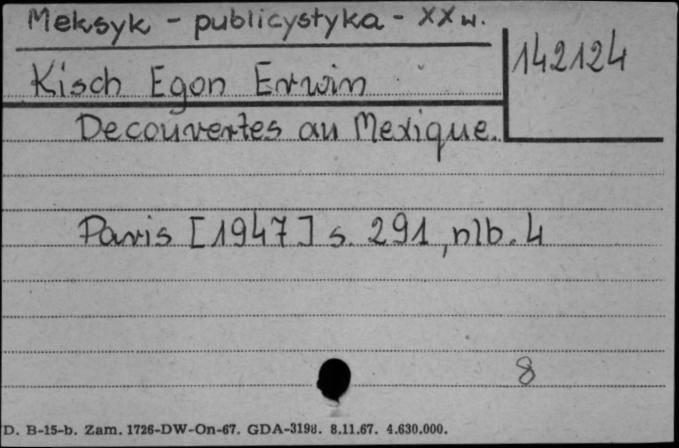 Meksyk - publicystyka - XX w.
142124
Kisch Egon Erwin
Decouvertes au Mexique.
Paris [1947] s. 291, nlb. 4
8
D. B-15-b. Zam. 1726-DW-On-67. GDA-3198. 8.11.67. 4.630.000.